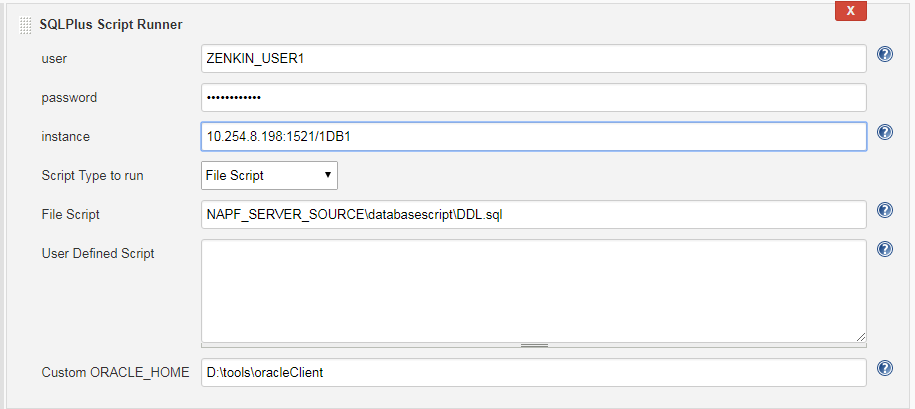 X
SQLPlus Script Runner
user ZENKIN_USER1
password ••••••••••••
instance 10.254.8.198:1521/1DB1
Script Type to run File Script
File Script NAPF_SERVER_SOURCE\databasescript\DDL.sql
User Defined Script
Custom ORACLE_HOME D:\tools\oracleClient